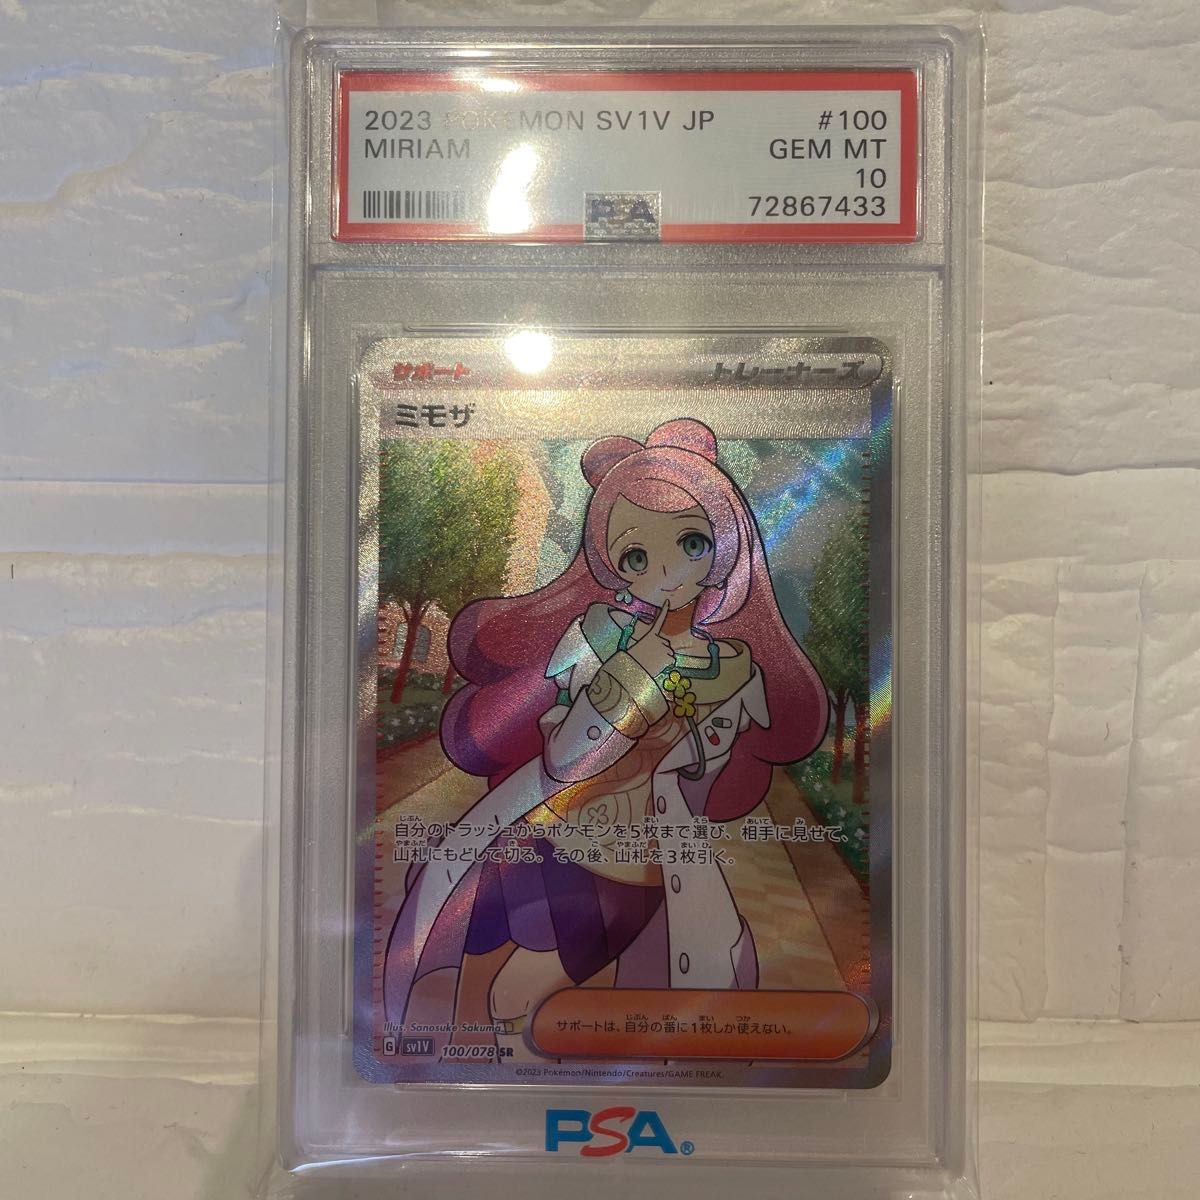 2023 POKEMON SV1V JP #100
MIRIAM GEM MT
10
72867433
PSA
サポート トレーナーズ
ミモザ
自分のトラッシュからポケモンを5枚まで選び、相手に見せて、
山札にもどして切る。その後、山札を3枚引く。
サポートは、自分の番に1枚しか使えない。
Illus. Sanosuke Sakuma
G sv1V 100/078 SR
©2023 Pokémon/Nintendo/Creatures/GAME FREAK.
PSA®